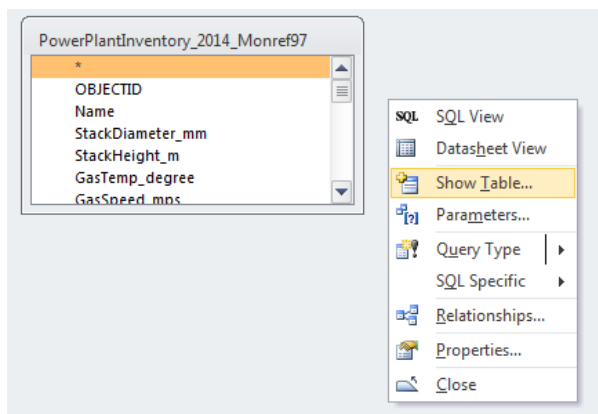 PowerPlantInventory_2014_Monref97
*
OBJECTID
Name
StackDiameter_mm
StackHeight_m
GasTemp_degree
GasSpeed_mps
SQL SQL View
Datasheet View
Show Table...
[?] Parameters...
Query Type
SQL Specific
Relationships...
Properties...
Close